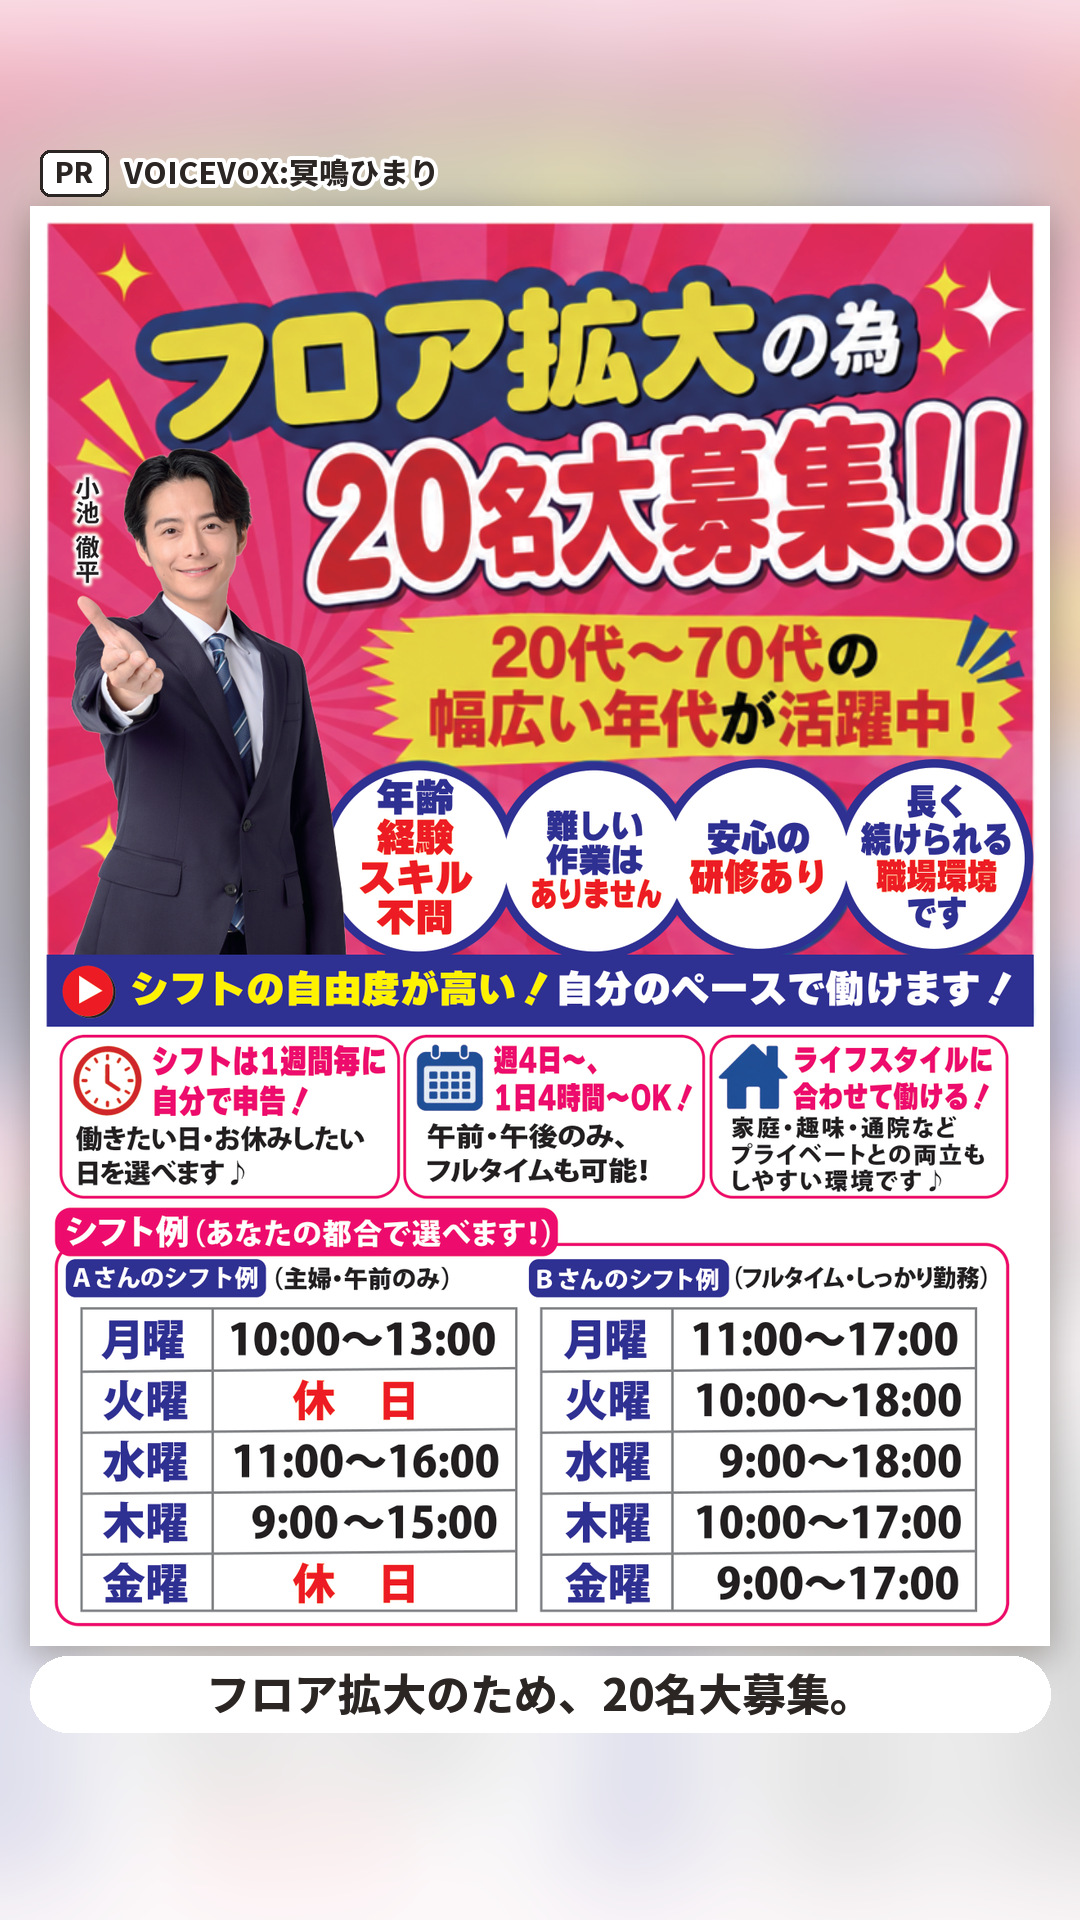 PR
VOICEVOX:冥鳴ひまり
フロア拡大の為
20名大募集!!
小池 徹平
20代〜70代の
幅広い年代が活躍中!
年齢
経験
スキル
不問
難しい
作業は
ありません
安心の
研修あり
長く
続けられる
職場環境
です
シフトの自由度が高い!自分のペースで働けます!
シフトは1週間毎に
自分で申告!
働きたい日・お休みしたい
日を選べます♪
週4日〜、
1日4時間〜OK!
午前・午後のみ、
フルタイムも可能!
ライフスタイルに
合わせて働ける!
家庭・趣味・通院など
プライベートとの両立も
しやすい環境です♪
シフト例(あなたの都合で選べます!)
Aさんのシフト例(主婦・午前のみ)
月曜 10:00〜13:00
火曜 休 日
水曜 11:00〜16:00
木曜 9:00〜15:00
金曜 休 日
Bさんのシフト例(フルタイム・しっかり勤務)
月曜 11:00〜17:00
火曜 10:00〜18:00
水曜 9:00〜18:00
木曜 10:00〜17:00
金曜 9:00〜17:00
フロア拡大のため、20名大募集。